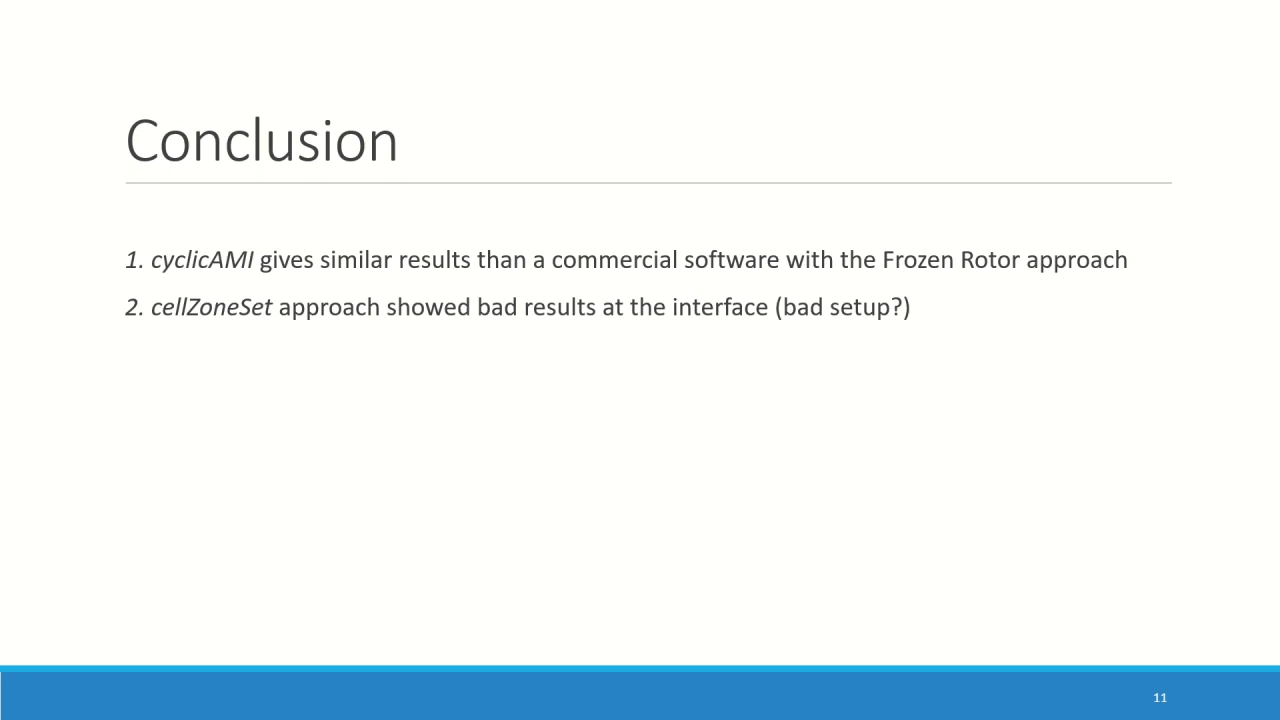 Conclusion
1. cyclicAMI gives similar results than a commercial software with the Frozen Rotor approach
2. cellZoneSet approach showed bad results at the interface (bad setup?)
11